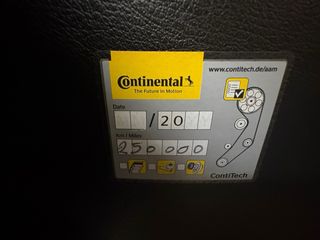 www.contitech.de/aam
Continental
The Future in Motion
Date
/20
Km / Miles
250000
ContiTech